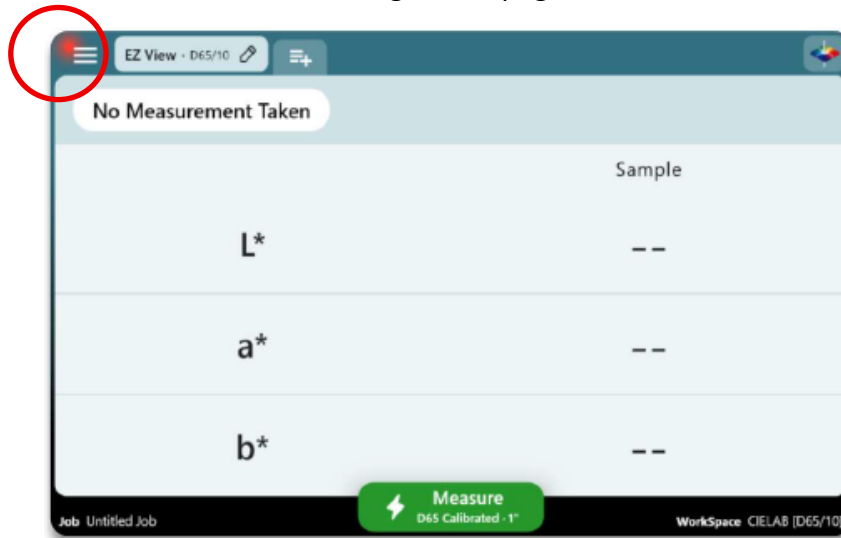 EZ View · D65/10
No Measurement Taken
Sample
L* --
a* --
b* --
Measure
Job Untitled Job D65 Calibrated - 1" WorkSpace CIELAB [D65/10]